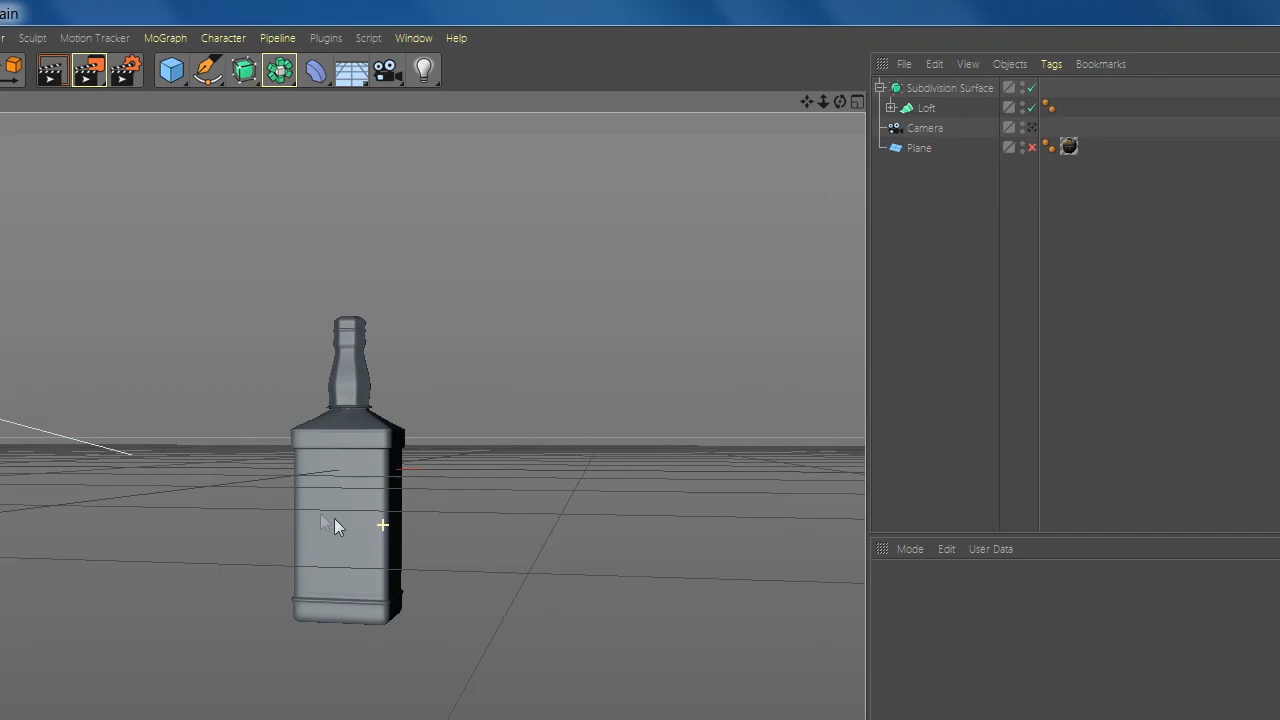 ain
r Sculpt Motion Tracker MoGraph Character Pipeline Plugins Script Window Help
File Edit View Objects Tags Bookmarks
Subdivision Surface
Loft
Camera
Plane
Mode Edit User Data